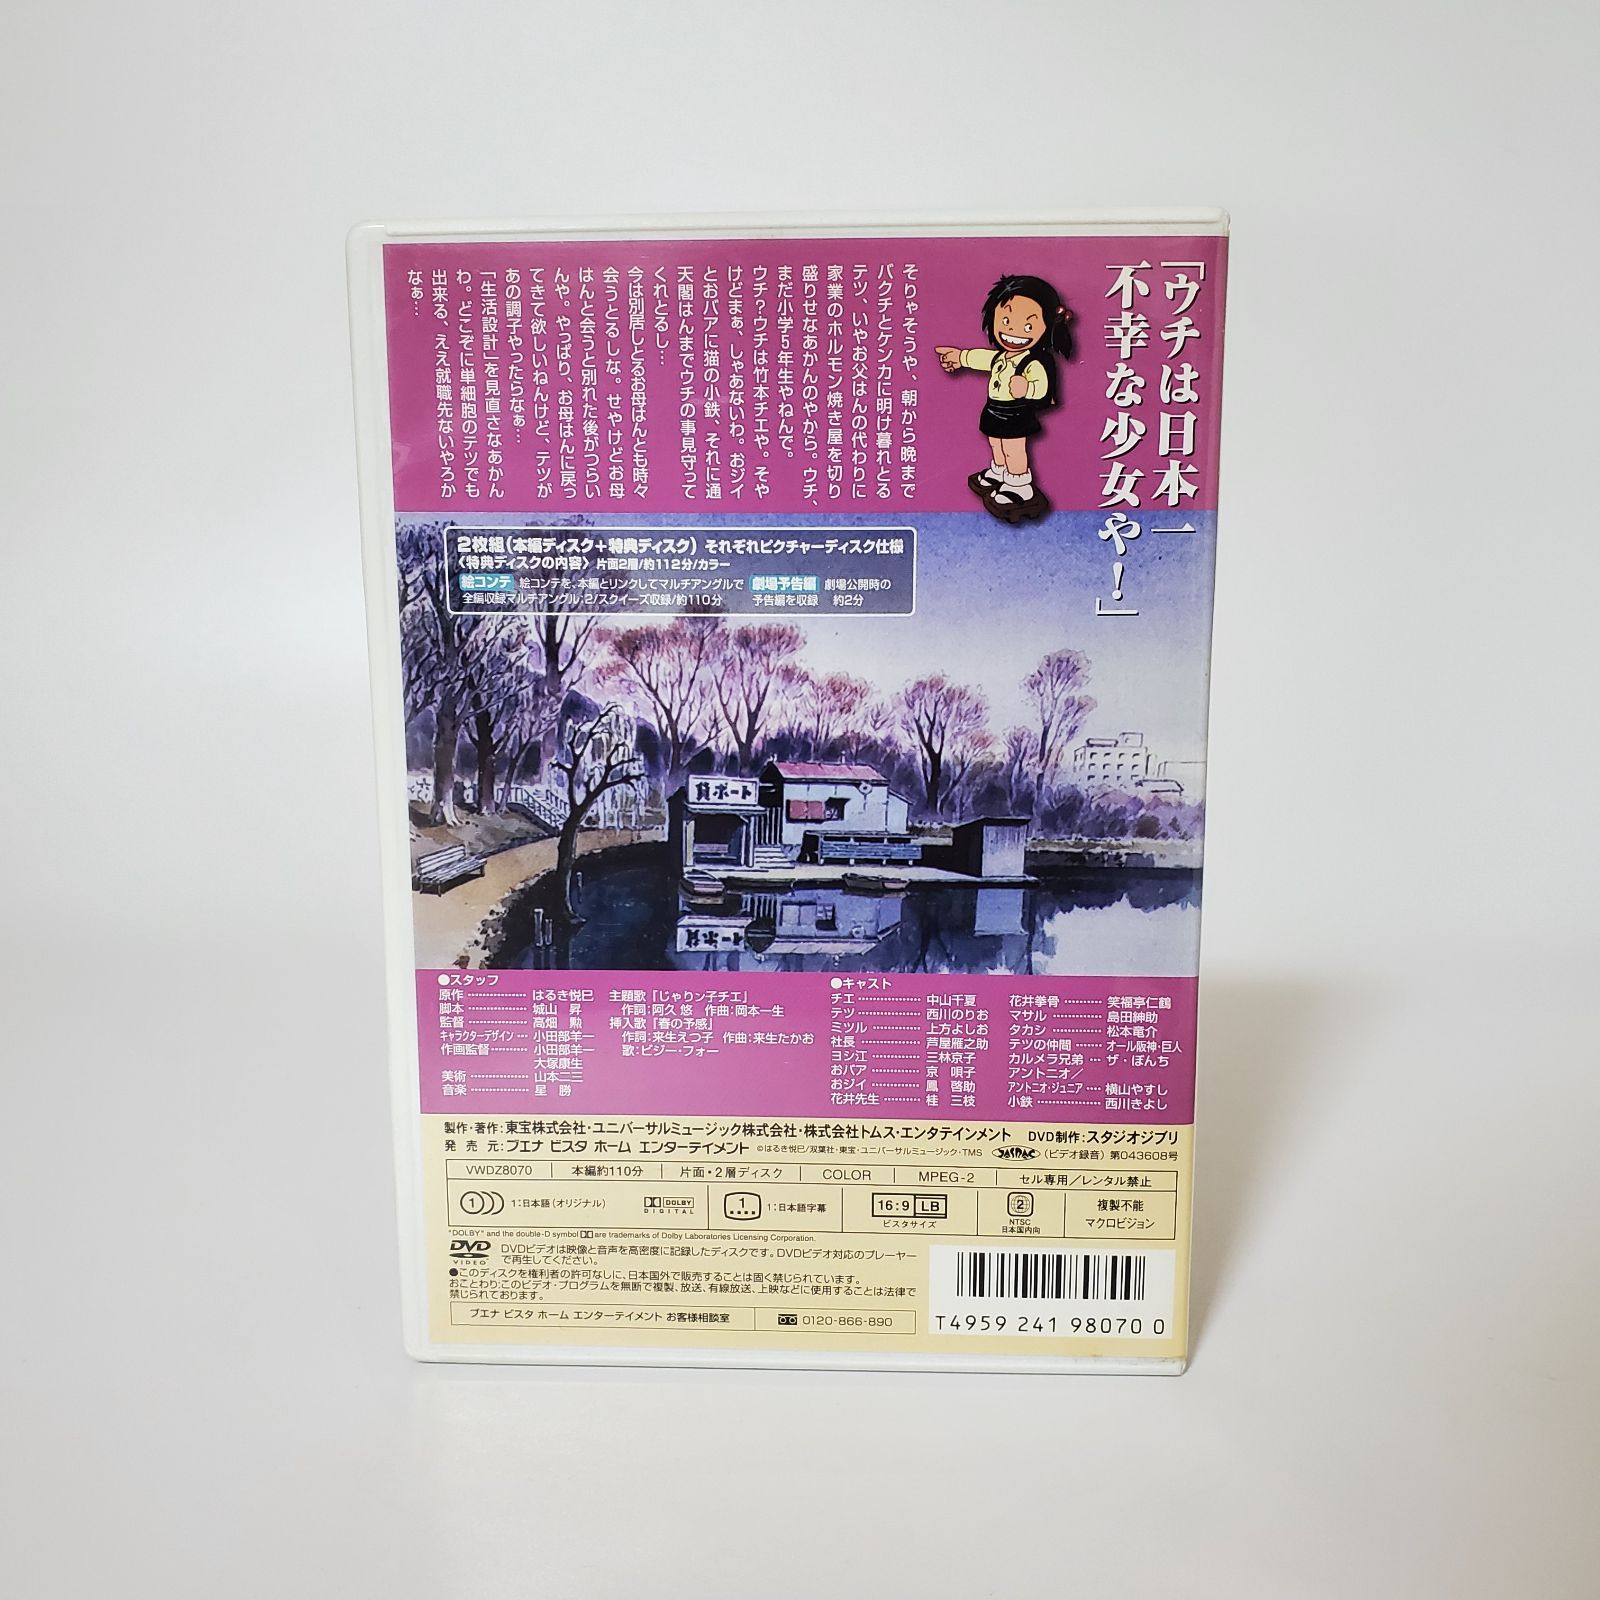 「ウチは日本一
不幸な少女や!」
そりゃそうや、朝から晩まで
バクチとケンカに明け暮れとる
テツ、いやお父はんの代わりに
家業のホルモン焼き屋を切り
盛りせなあかんのやから。ウチ、
まだ小学5年生やねんで。
ウチ?ウチは竹本チエや。そや
けどまぁ、しゃあないわ。おジイ
とおバアに猫の小鉄、それに通
天閣はんまでウチの事見守って
くれとるし…
今は別居しとるお母はんとも時々
会うとるしな。せやけどお母
はんと会うと別れた後がつらい
んや。やっぱり、お母はんに戻っ
てきて欲しいねんけど、テツが
あの調子やったらなぁ…
「生活設計」を見直さなあかん
わ。どこぞに単細胞のテツでも
出来る、ええ就職先ないやろか
なぁ…
2枚組(本編ディスク+特典ディスク) それぞれピクチャーディスク仕様
〈特典ディスクの内容〉片面2層/約112分/カラー
絵コンテ 絵コンテを、本編とリンクしてマルチアングルで
全編収録マルチアングル:2/スクイーズ収録/約110分
劇場予告編 劇場公開時の
予告編を収録 約2分
貸ボート
●スタッフ
原作 はるき悦巳
脚本 城山 昇
監督 高畑 勲
キャラクターデザイン 小田部羊一
作画監督 小田部羊一
大塚康生
美術 山本二三
音楽 星 勝
主題歌『じゃりン子チエ』
作詞:阿久 悠 作曲:岡本一生
挿入歌『春の予感』
作詞:来生えつ子 作曲:来生たかお
歌:ビジー・フォー
●キャスト
チエ 中山千夏
テツ 西川のりお
ミツル 上方よしお
社長 芦屋雁之助
ヨシ江 三林京子
おバア 京 唄子
おジイ 鳳 啓助
花井先生 桂 三枝
花井拳骨 笑福亭仁鶴
マサル 島田紳助
タカシ 松本竜介
テツの仲間 オール阪神・巨人
カルメラ兄弟 ザ・ぼんち
アントニオ/
アントニオ・ジュニア 横山やすし
小鉄 西川きよし
製作・著作:東宝株式会社・ユニバーサルミュージック株式会社・株式会社トムス・エンタテインメント DVD制作:スタジオジブリ
発 売 元:ブエナ ビスタ ホーム エンターテイメント ©はるき悦巳/双葉社・東宝・ユニバーサルミュージック・TMS JASRAC (ビデオ録音) 第043608号
VWDZ8070 本編約110分 片面・2層ディスク COLOR MPEG-2 セル専用/レンタル禁止
1 1:日本語(オリジナル) DOLBY DIGITAL 1 1:日本語字幕 16:9 LB ビスタサイズ 2 NTSC 日本国内向 複製不能 マクロビジョン
"DOLBY" and the double-D symbol are trademarks of Dolby Laboratories Licensing Corporation.
DVD VIDEO DVDビデオは映像と音声を高密度に記録したディスクです。DVDビデオ対応のプレーヤー
で再生してください。
●このディスクを権利者の許可なしに、日本国外で販売することは固く禁じられています。
おことわり:このビデオ・プログラムを無断で複製、放送、有線放送、上映などに使用することは法律で
禁じられております。
ブエナ ビスタ ホーム エンターテイメント お客様相談室 0120-866-890
T4959 241 98070 0